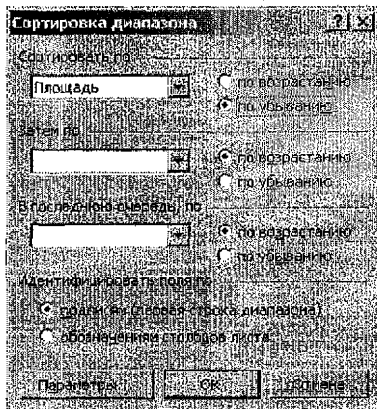 Сортировка диапазона
Сортировать по
Площадь
по возрастанию
по убыванию
Затем по
по возрастанию
по убыванию
В последнюю очередь, по
по возрастанию
по убыванию
Идентифицировать поля по
подписям (первая строка диапазона)
обозначениям столбцов листа
Параметры
OK
Отмена